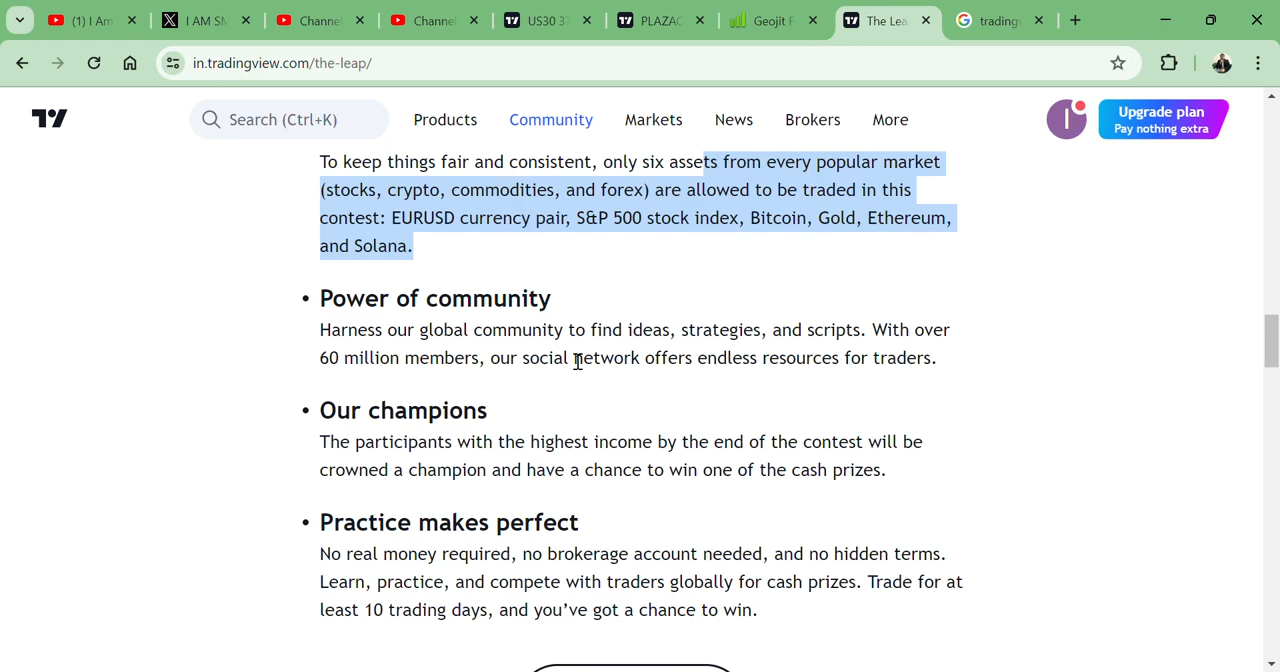 (1) I Am
I AM SM
Channel
Channel
US30 37
PLAZAC
Geojit F
The Lea
trading
in.tradingview.com/the-leap/
Search (Ctrl+K)
Products
Community
Markets
News
Brokers
More
I
Upgrade plan
Pay nothing extra
To keep things fair and consistent, only six assets from every popular market
(stocks, crypto, commodities, and forex) are allowed to be traded in this
contest: EURUSD currency pair, S&P 500 stock index, Bitcoin, Gold, Ethereum,
and Solana.
• Power of community
Harness our global community to find ideas, strategies, and scripts. With over
60 million members, our social network offers endless resources for traders.
• Our champions
The participants with the highest income by the end of the contest will be
crowned a champion and have a chance to win one of the cash prizes.
• Practice makes perfect
No real money required, no brokerage account needed, and no hidden terms.
Learn, practice, and compete with traders globally for cash prizes. Trade for at
least 10 trading days, and you’ve got a chance to win.